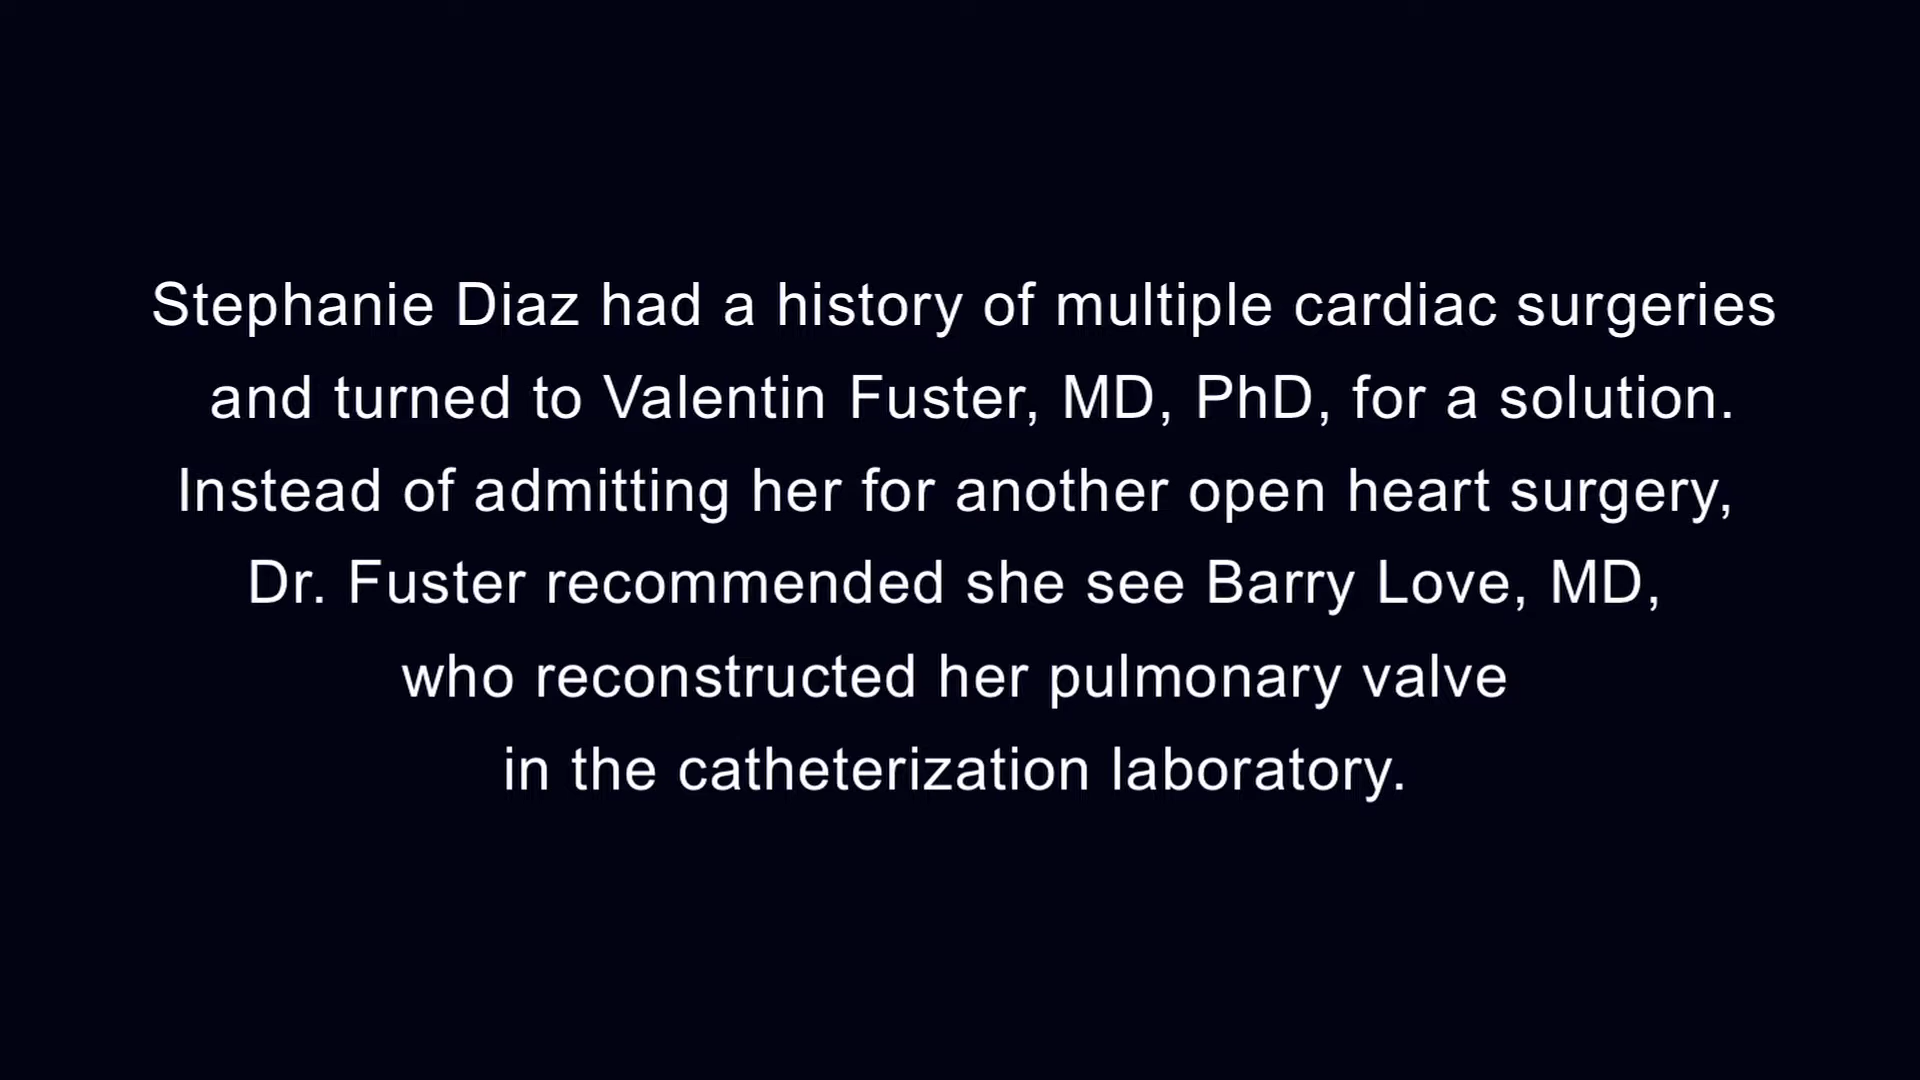 Stephanie Diaz had a history of multiple cardiac surgeries
and turned to Valentin Fuster, MD, PhD, for a solution.
Instead of admitting her for another open heart surgery,
Dr. Fuster recommended she see Barry Love, MD,
who reconstructed her pulmonary valve
in the catheterization laboratory.